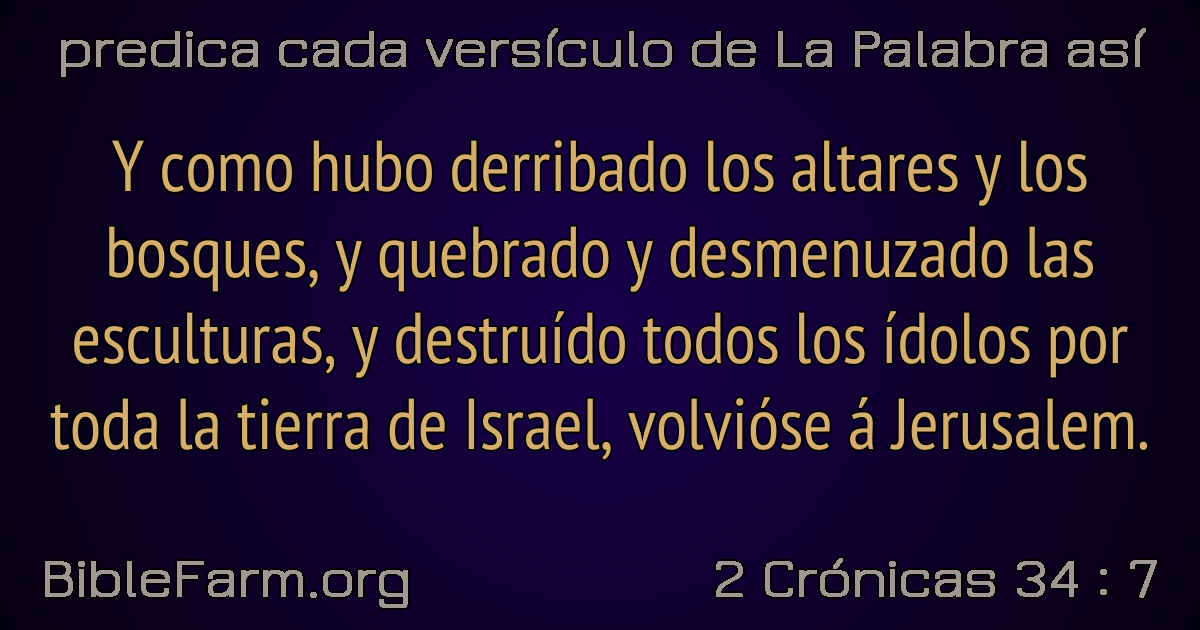 predica cada versículo de La Palabra así
Y como hubo derribado los altares y los
bosques, y quebrado y desmenuzado las
esculturas, y destruído todos los ídolos por
toda la tierra de Israel, volvióse á Jerusalem.
BibleFarm.org
2 Crónicas 34 : 7